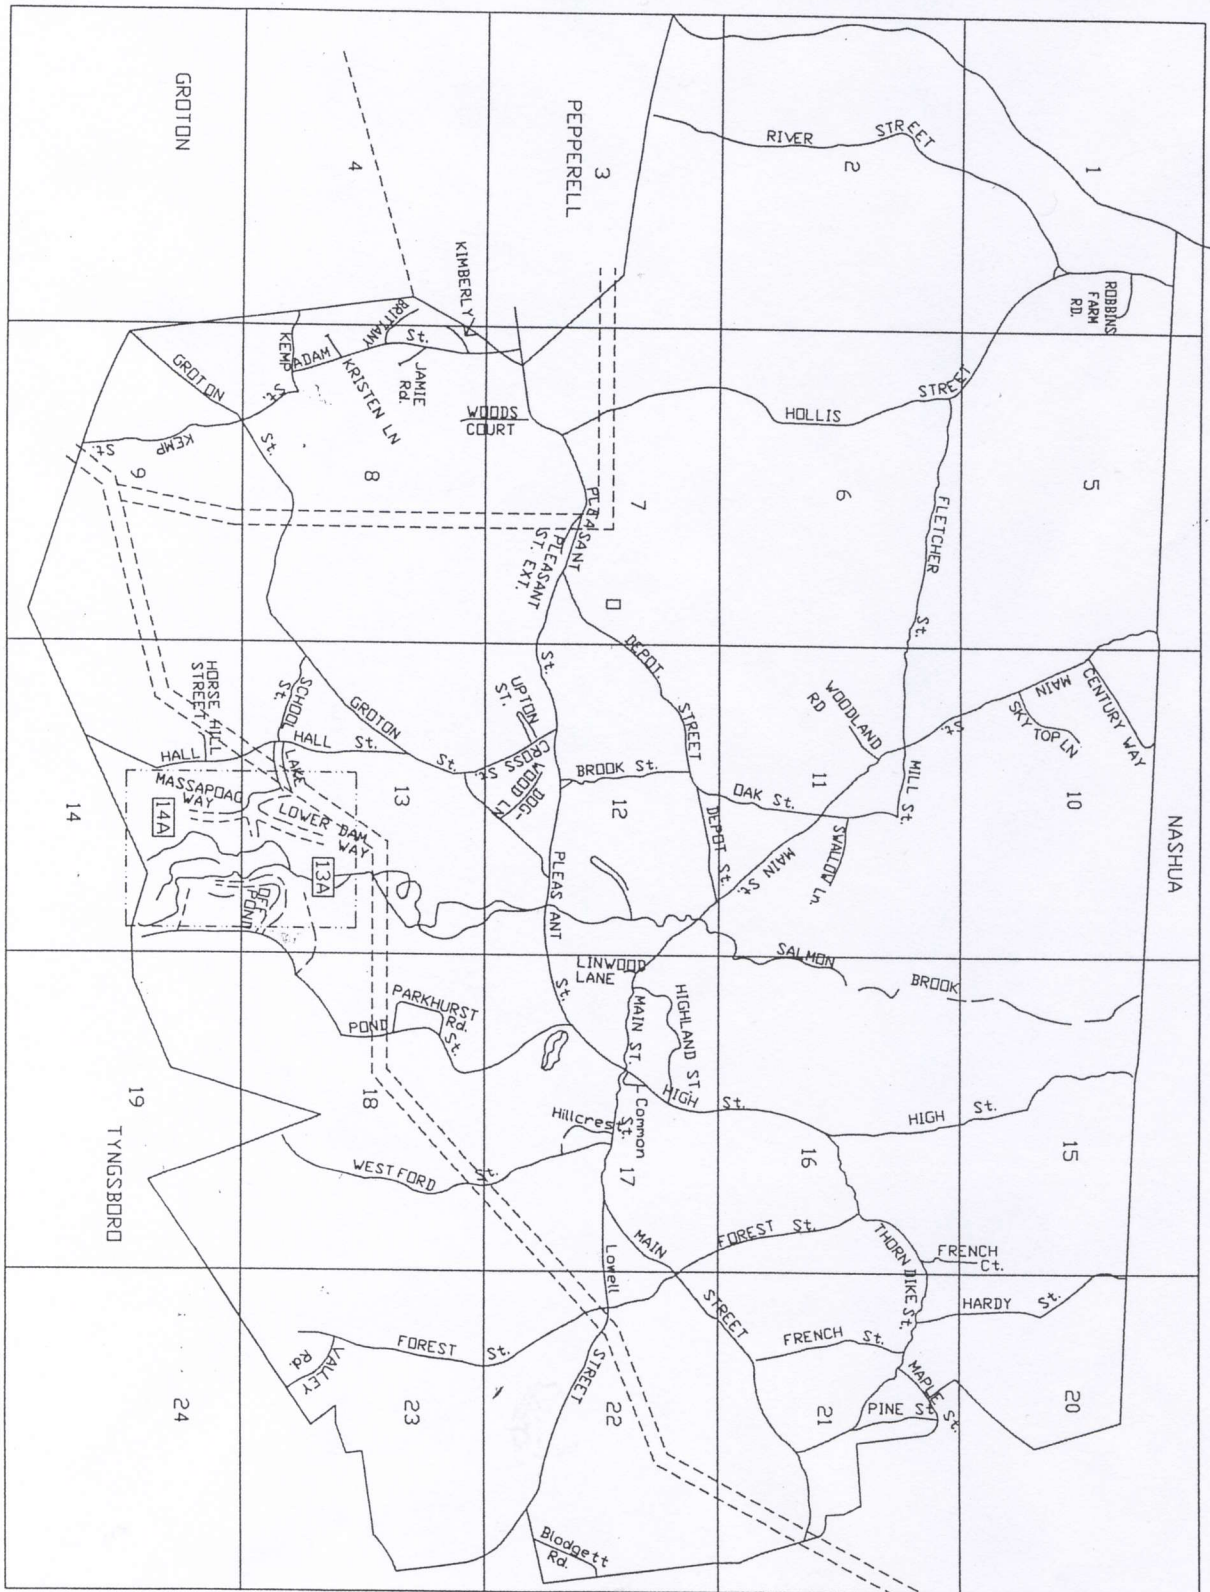 GROTON
PEPPERELL
NASHUA
TYNGSBORO
1
2
3
4
5
6
7
8
9
10
11
12
13
14
15
16
17
18
19
20
21
22
23
24
13A
14A
RIVER STREET
ROBBINS
FARM
RD.
KIMBERLY
BRITTANY
St.
KEMP
ADAM
KRISTEN LN
JAMIE
Rd.
WOODS
COURT
HOLLIS STREET
FLETCHER St.
GROTON St.
St.
KEMP St.
PLEASANT
PLEASANT
ST. EXT.
St.
DEPOT STREET
WOODLAND
RD
MAIN St.
CENTURY WAY
SKY TOP LN
MILL St.
OAK St.
SWALLOW Ln.
DEPOT St.
MAIN St.
BROOK St.
UPTON
ST.
CROSS St.
DOG-
WOOD LN
GROTON St.
HORSE HILL
STREET
SCHOOL
St.
HALL St.
HALL
LAKE
MASSAPOAG
WAY
LOWER DAM
WAY
OFF
POND
PLEASANT St.
LINWOOD
LANE
SALMON BROOK
MAIN ST.
HIGHLAND ST.
PARKHURST
Rd.
POND St.
Common
HIGH St.
HIGH St.
Hillcrest
St.
WESTFORD St.
FOREST St.
MAIN STREET
Lowell STREET
THORNDIKE St.
FRENCH
Ct.
HARDY St.
FRENCH St.
MAPLE St.
PINE St
FOREST St.
VALLEY
Rd.
Blodgett
Rd.